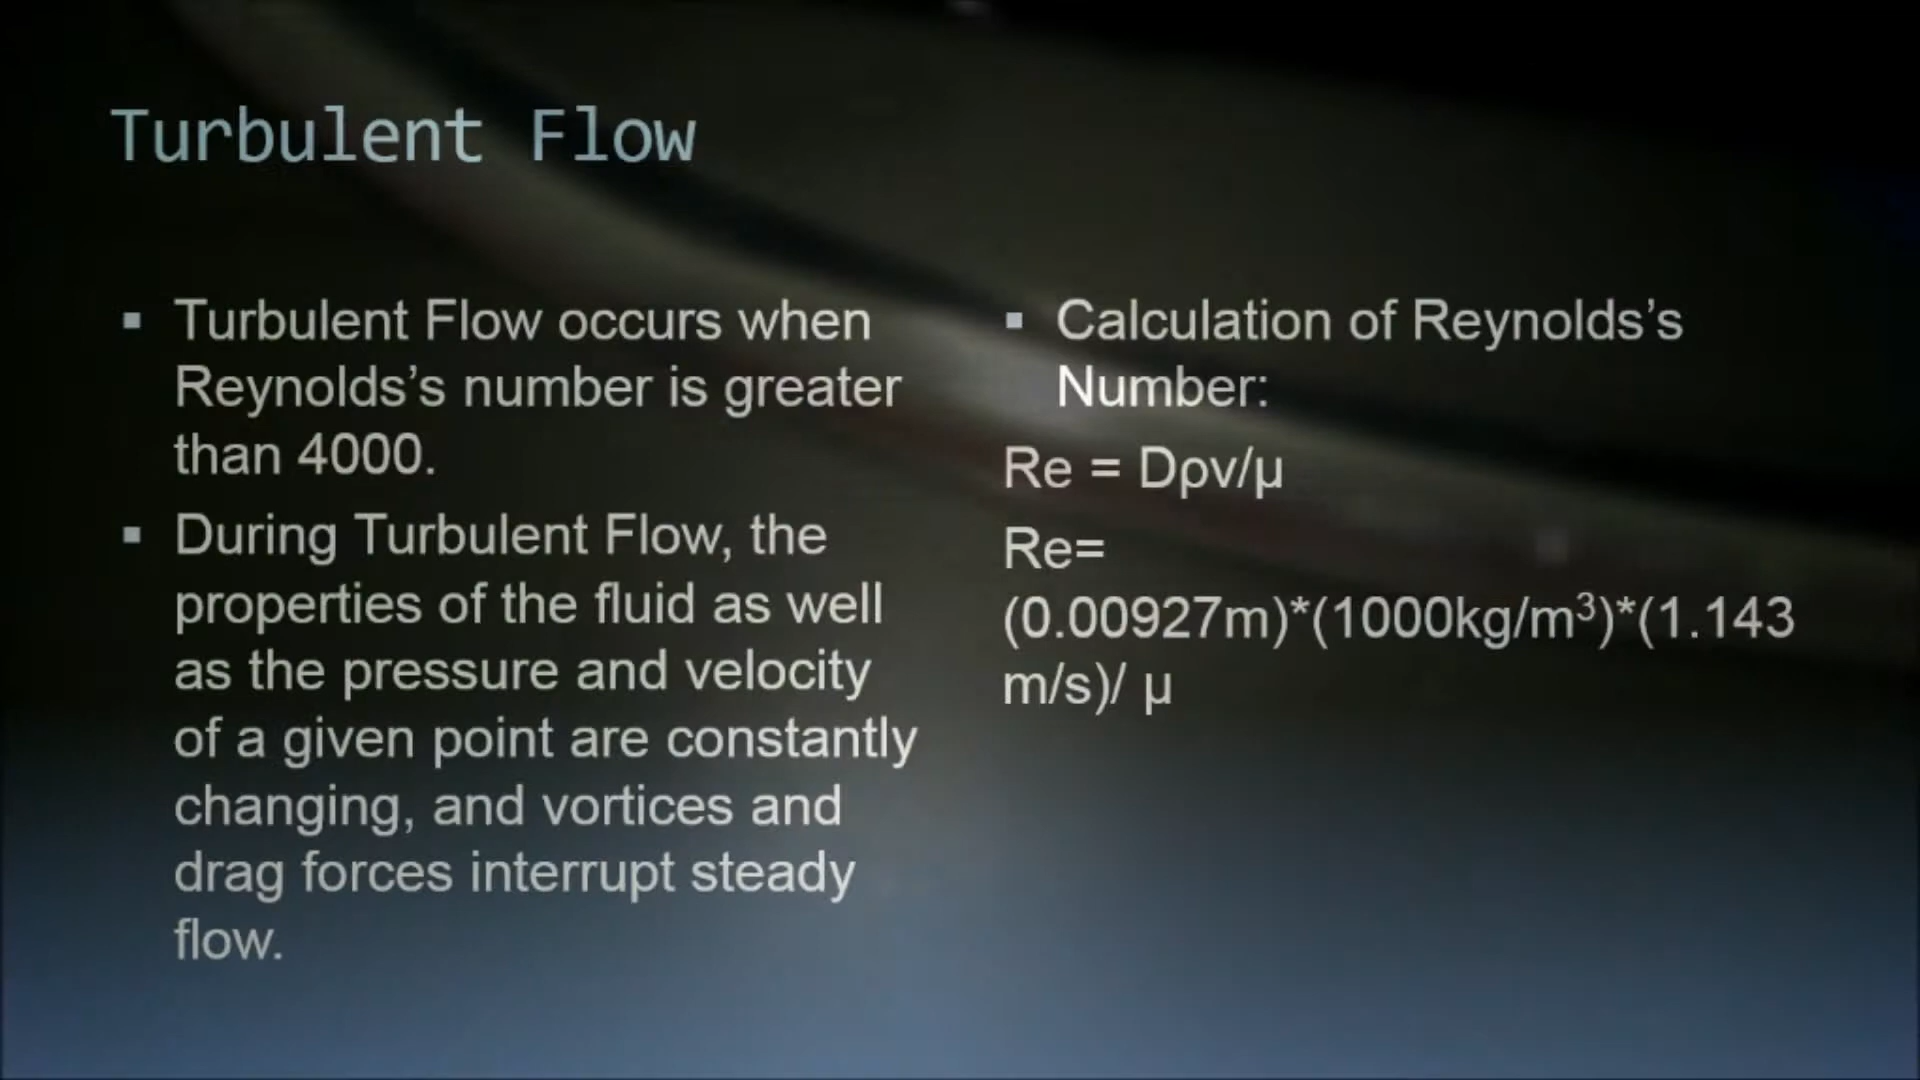 Turbulent Flow
▪ Turbulent Flow occurs when
Reynolds’s number is greater
than 4000.
▪ During Turbulent Flow, the
properties of the fluid as well
as the pressure and velocity
of a given point are constantly
changing, and vortices and
drag forces interrupt steady
flow.
▪ Calculation of Reynolds’s
Number:
Re = Dρv/μ
Re=
(0.00927m)*(1000kg/m³)*(1.143
m/s)/ μ